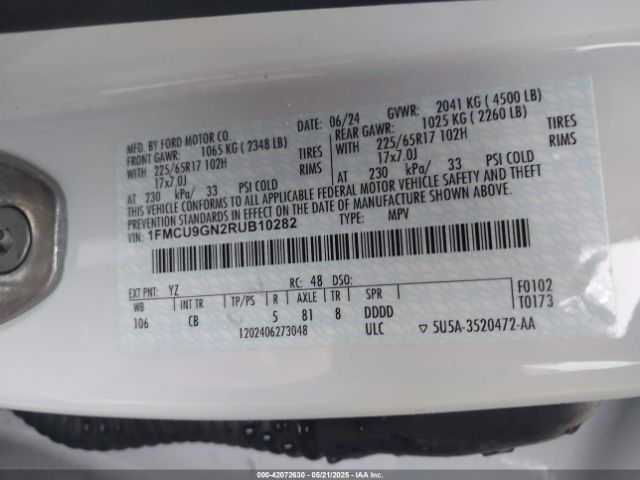 MFD. BY FORD MOTOR CO. DATE: 06/24 GVWR: 2041 KG ( 4500 LB)
FRONT GAWR: 1065 KG ( 2348 LB) REAR GAWR: 1025 KG ( 2260 LB)
WITH 225/65R17 102H TIRES WITH 225/65R17 102H TIRES
17x7.0J RIMS 17x7.0J RIMS
AT 230 kPa/ 33 PSI COLD AT 230 kPa/ 33 PSI COLD
THIS VEHICLE CONFORMS TO ALL APPLICABLE FEDERAL MOTOR VEHICLE SAFETY AND THEFT
PREVENTION STANDARDS IN EFFECT ON THE DATE OF MANUFACTURE SHOWN ABOVE.
VIN: 1FMCU9GN2RUB10282 TYPE: MPV
EXT PNT: YZ RC: 48 DSO: F0102
WB INT TR TP/PS R AXLE TR SPR T0173
106 CB 5 81 8 DDDD
1202406273048 ULC ▽ 5U5A-3520472-AA
000-42072630 - 05/21/2025 - IAA Inc.